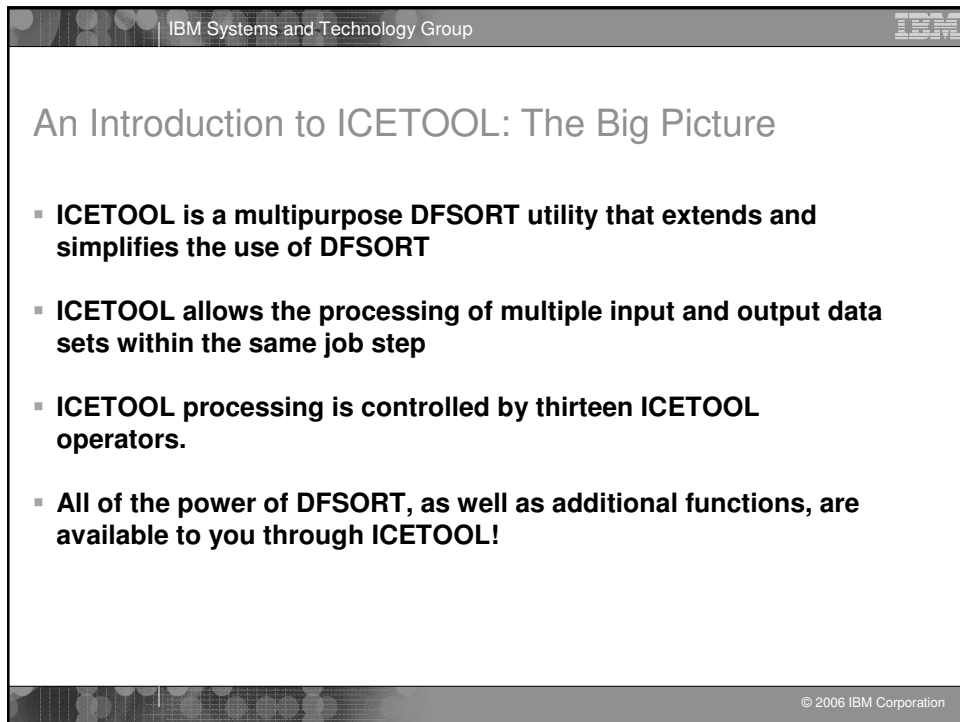 IBM Systems and Technology Group
IBM
An Introduction to ICETOOL: The Big Picture
▪ ICETOOL is a multipurpose DFSORT utility that extends and
simplifies the use of DFSORT
▪ ICETOOL allows the processing of multiple input and output data
sets within the same job step
▪ ICETOOL processing is controlled by thirteen ICETOOL
operators.
▪ All of the power of DFSORT, as well as additional functions, are
available to you through ICETOOL!
© 2006 IBM Corporation